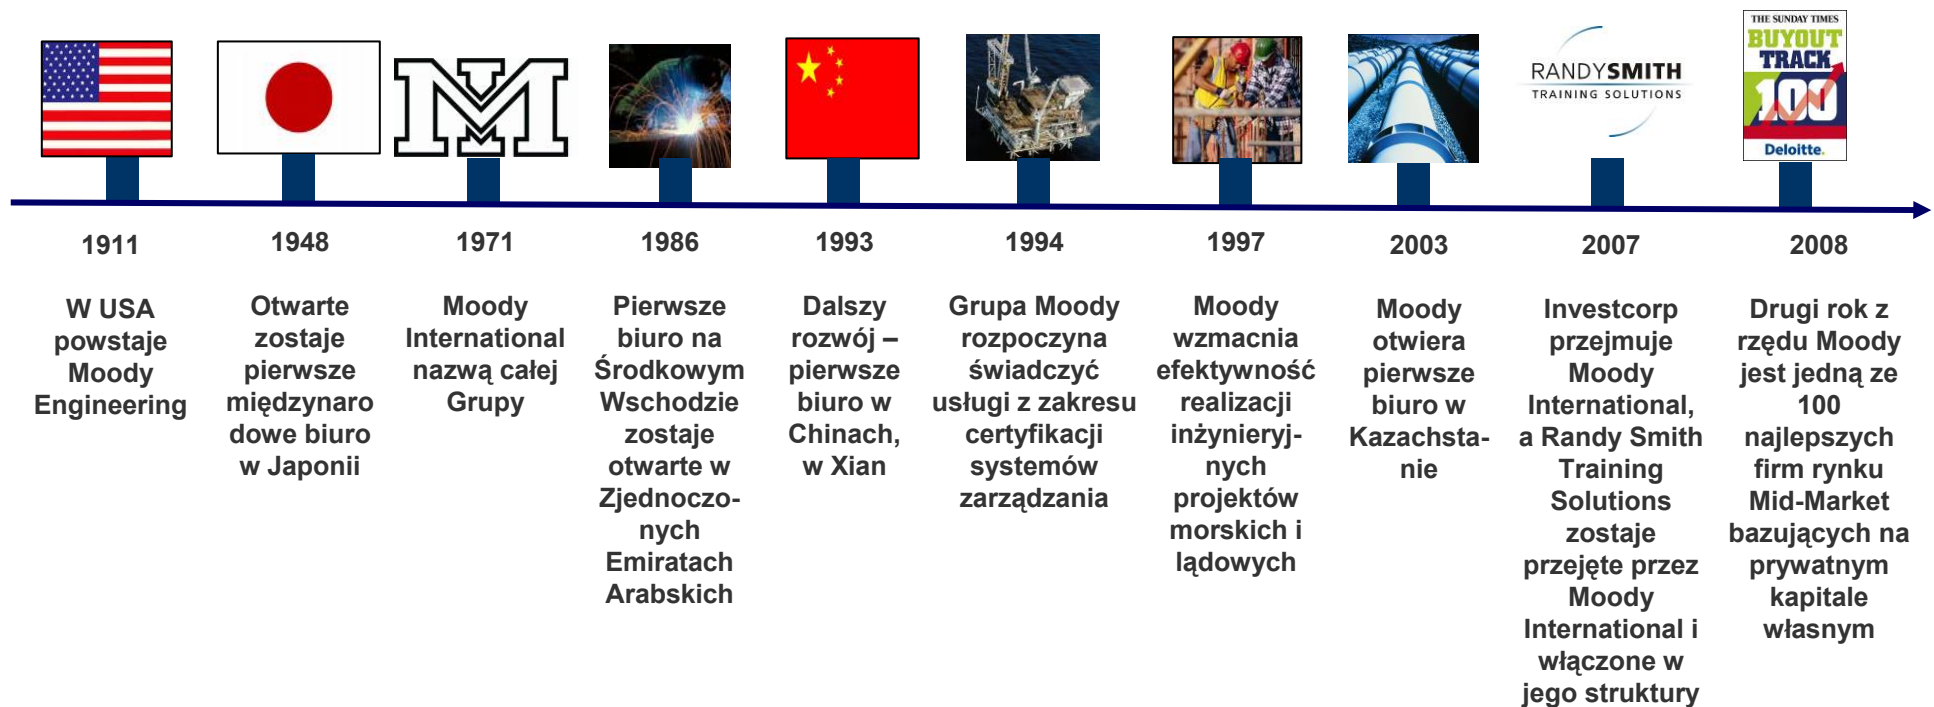 RANDYSMITH
TRAINING SOLUTIONS
THE SUNDAY TIMES
BUYOUT
TRACK
100
Deloitte.
1911
W USA
powstaje
Moody
Engineering
1948
Otwarte
zostaje
pierwsze
międzynaro
dowe biuro
w Japonii
1971
Moody
International
nazwą całej
Grupy
1986
Pierwsze
biuro na
Środkowym
Wschodzie
zostaje
otwarte w
Zjednoczo-
nych
Emiratach
Arabskich
1993
Dalszy
rozwój –
pierwsze
biuro w
Chinach,
w Xian
1994
Grupa Moody
rozpoczyna
świadczyć
usługi z zakresu
certyfikacji
systemów
zarządzania
1997
Moody
wzmacnia
efektywność
realizacji
inżynieryj-
nych
projektów
morskich i
lądowych
2003
Moody
otwiera
pierwsze
biuro w
Kazachsta-
nie
2007
Investcorp
przejmuje
Moody
International,
a Randy Smith
Training
Solutions
zostaje
przejęte przez
Moody
International i
włączone w
jego struktury
2008
Drugi rok z
rzędu Moody
jest jedną ze
100
najlepszych
firm rynku
Mid-Market
bazujących na
prywatnym
kapitale
własnym